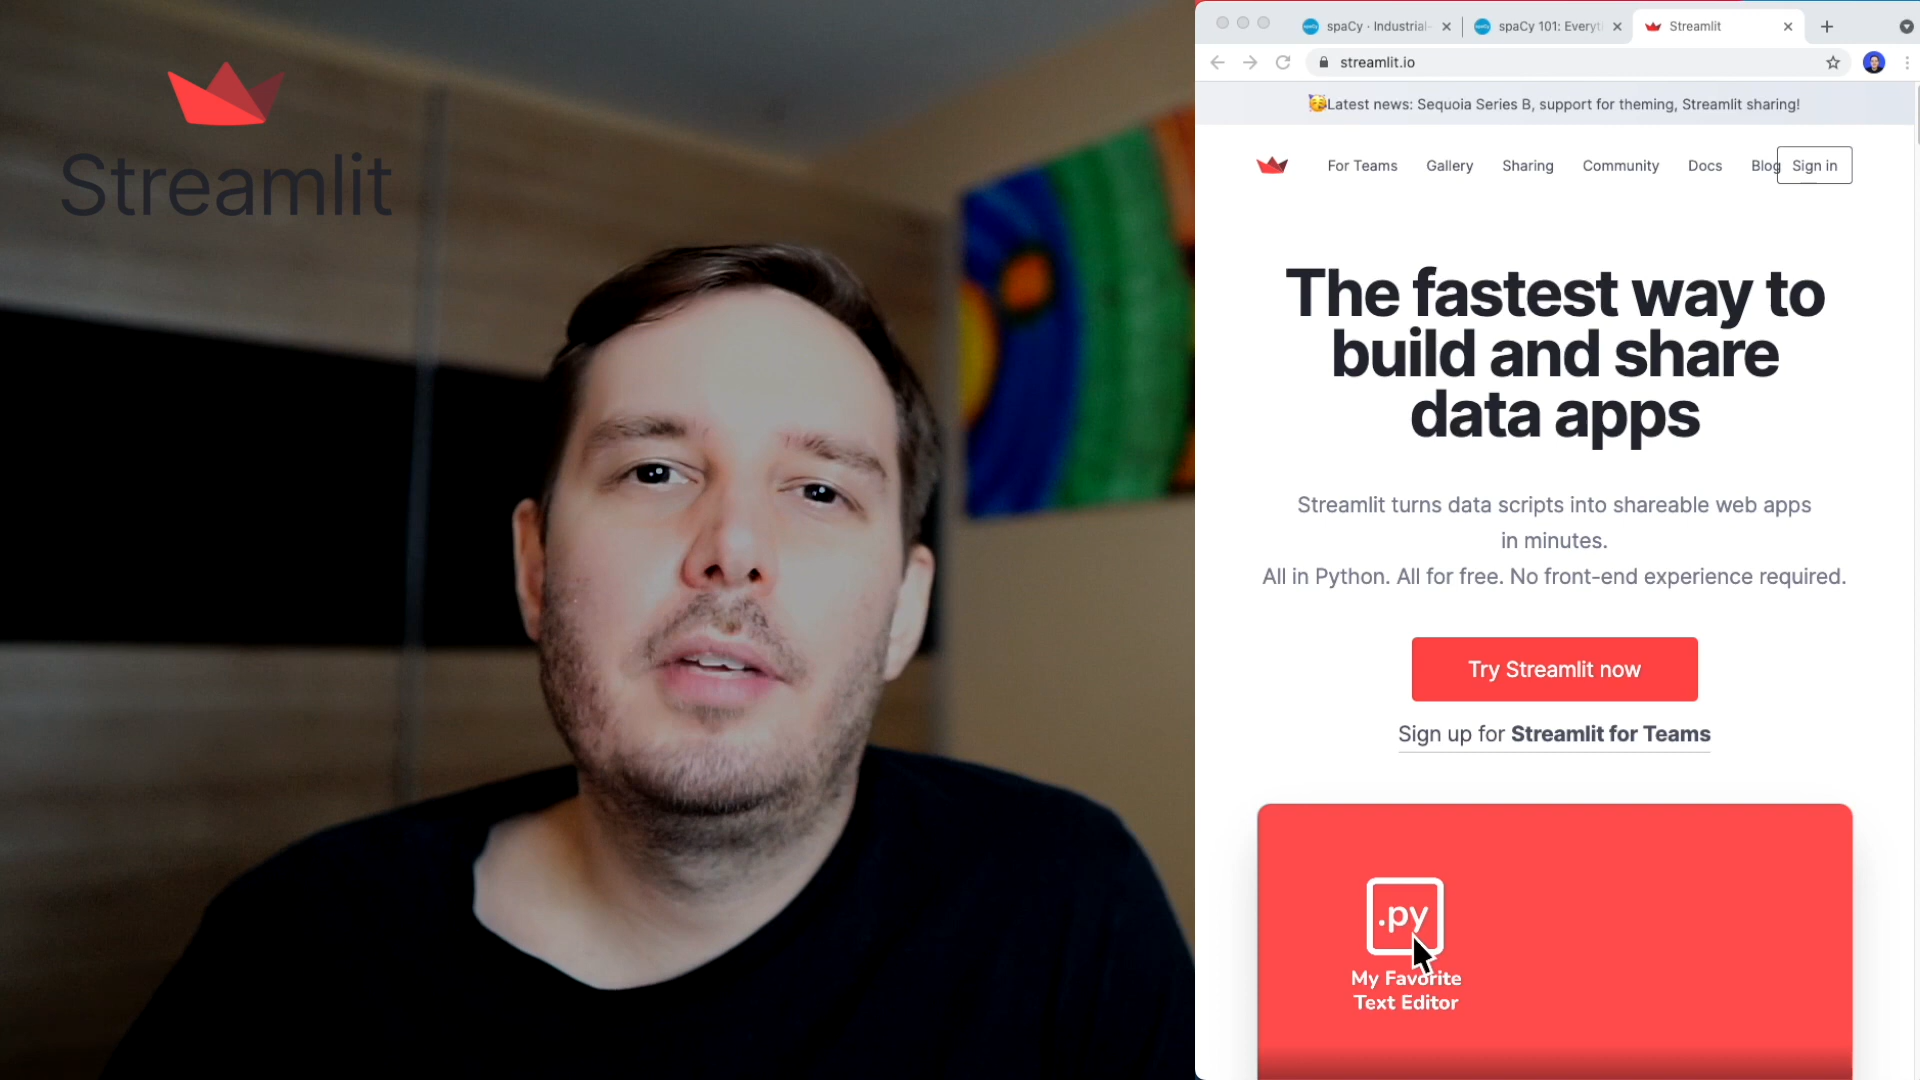 Streamlit
spaCy · Industrial-
spaCy 101: Everyt
Streamlit
streamlit.io
🥳Latest news: Sequoia Series B, support for theming, Streamlit sharing!
For Teams
Gallery
Sharing
Community
Docs
Blog
Sign in
The fastest way to
build and share
data apps
Streamlit turns data scripts into shareable web apps
in minutes.
All in Python. All for free. No front-end experience required.
Try Streamlit now
Sign up for Streamlit for Teams
.py
My Favorite
Text Editor